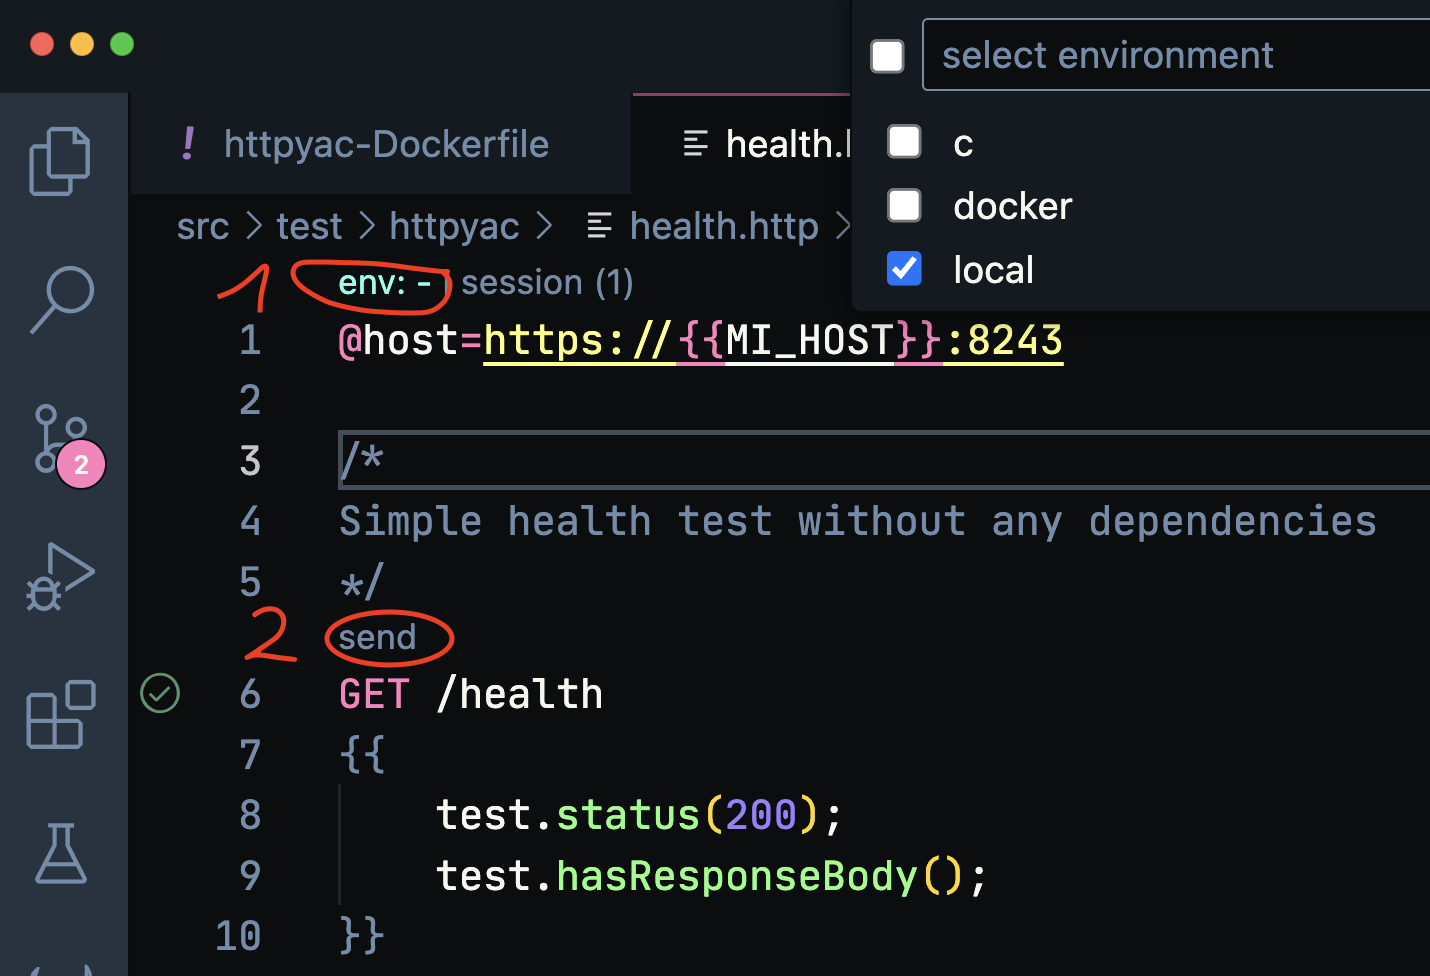 select environment
c
docker
local
! httpyac-Dockerfile
health.
src > test > httpyac > health.http >
1 env: - session (1)
1 @host=https://{{MI_HOST}}:8243
2
3 /*
4 Simple health test without any dependencies
5 */
2 send
6 GET /health
7 {{
8 test.status(200);
9 test.hasResponseBody();
10 }}
2